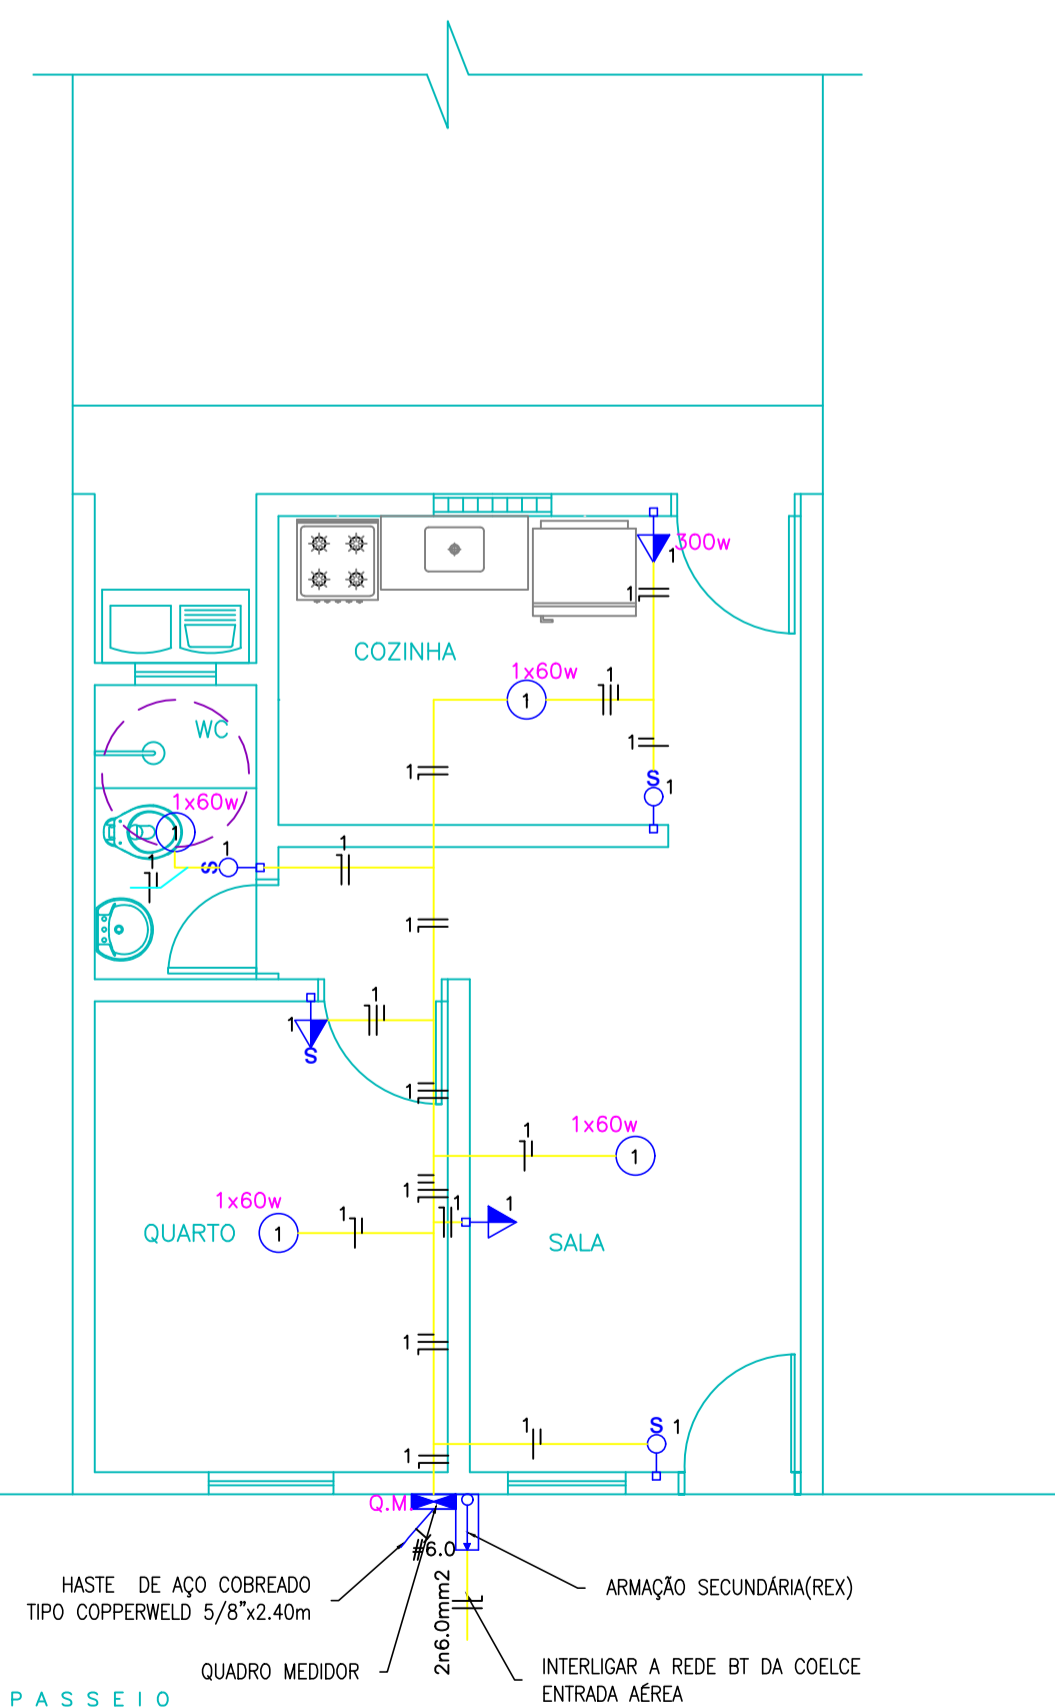 300w
1
1
COZINHA
1x60w
1
1
1
S
1
1
WC
1x60w
1
1
S
1
1
1
1
1
S
1
1x60w
1
1
1
1
1
1x60w
1
1
QUARTO
SALA
1
S
1
1
1
Q.M.
#6.0
HASTE DE AÇO COBREADO
TIPO COPPERWELD 5/8"x2.40m
ARMAÇÃO SECUNDÁRIA(REX)
2n6.0mm2
QUADRO MEDIDOR
INTERLIGAR A REDE BT DA COELCE
ENTRADA AÉREA
PASSEIO